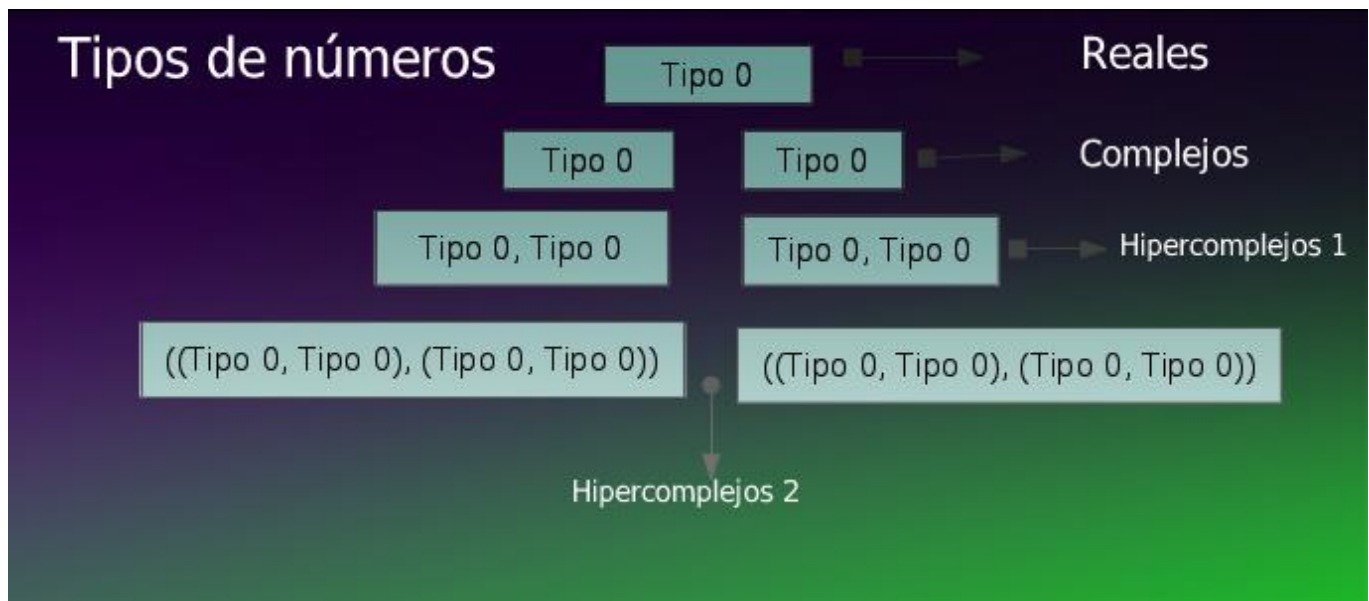 Tipos de números
Tipo 0
Reales
Tipo 0
Tipo 0
Complejos
Tipo 0, Tipo 0
Tipo 0, Tipo 0
Hipercomplejos 1
((Tipo 0, Tipo 0), (Tipo 0, Tipo 0))
((Tipo 0, Tipo 0), (Tipo 0, Tipo 0))
Hipercomplejos 2